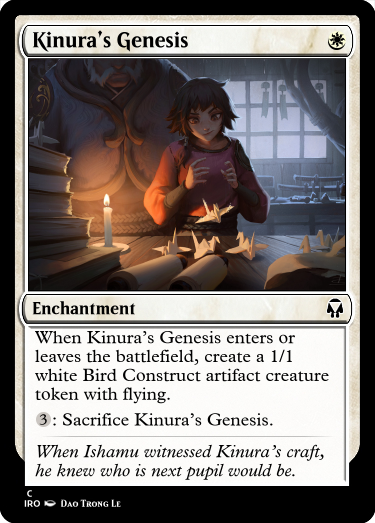 Kinura's Genesis
Enchantment
When Kinura's Genesis enters or
leaves the battlefield, create a 1/1
white Bird Construct artifact creature
token with flying.
3: Sacrifice Kinura's Genesis.
When Ishamu witnessed Kinura's craft,
he knew who is next pupil would be.
C
IRO Dao Trong Le